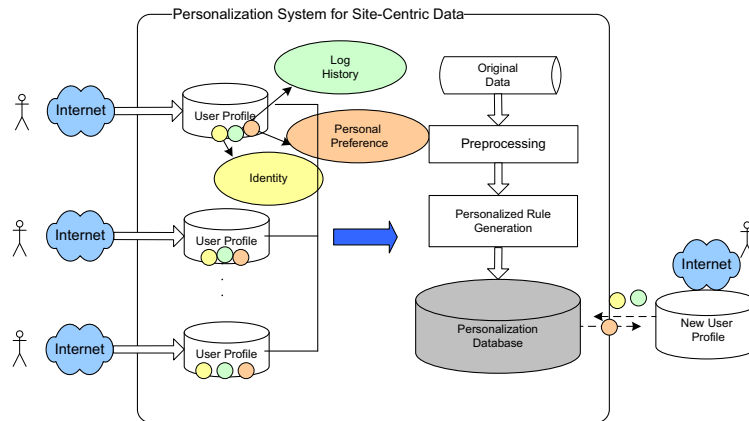 Personalization System for Site-Centric Data
Internet
User Profile
Log
History
Personal
Preference
Identity
Original
Data
Preprocessing
Personalized Rule
Generation
Personalization
Database
Internet
User Profile
.
.
Internet
User Profile
Internet
New User
Profile